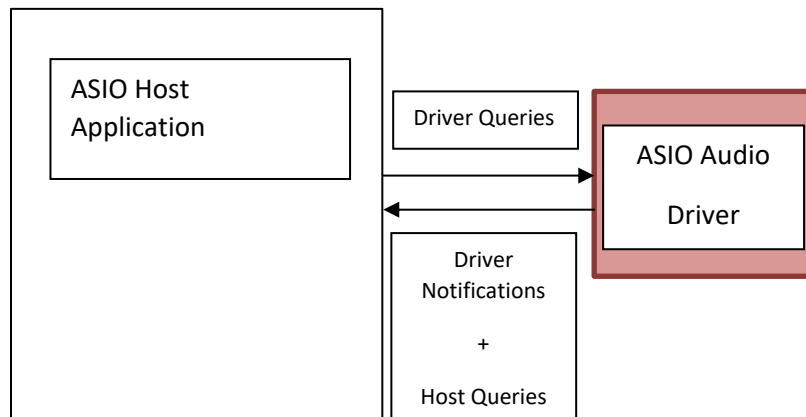 ASIO Host
Application
Driver Queries
ASIO Audio
Driver
Driver
Notifications
+
Host Queries